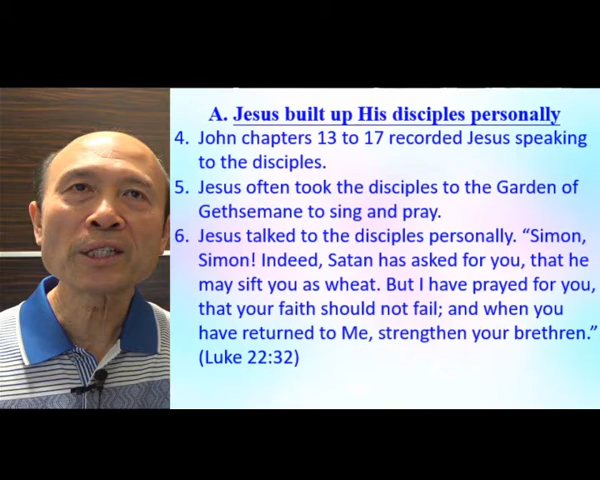 A. Jesus built up His disciples personally
4. John chapters 13 to 17 recorded Jesus speaking
to the disciples.
5. Jesus often took the disciples to the Garden of
Gethsemane to sing and pray.
6. Jesus talked to the disciples personally. “Simon,
Simon! Indeed, Satan has asked for you, that he
may sift you as wheat. But I have prayed for you,
that your faith should not fail; and when you
have returned to Me, strengthen your brethren.”
(Luke 22:32)